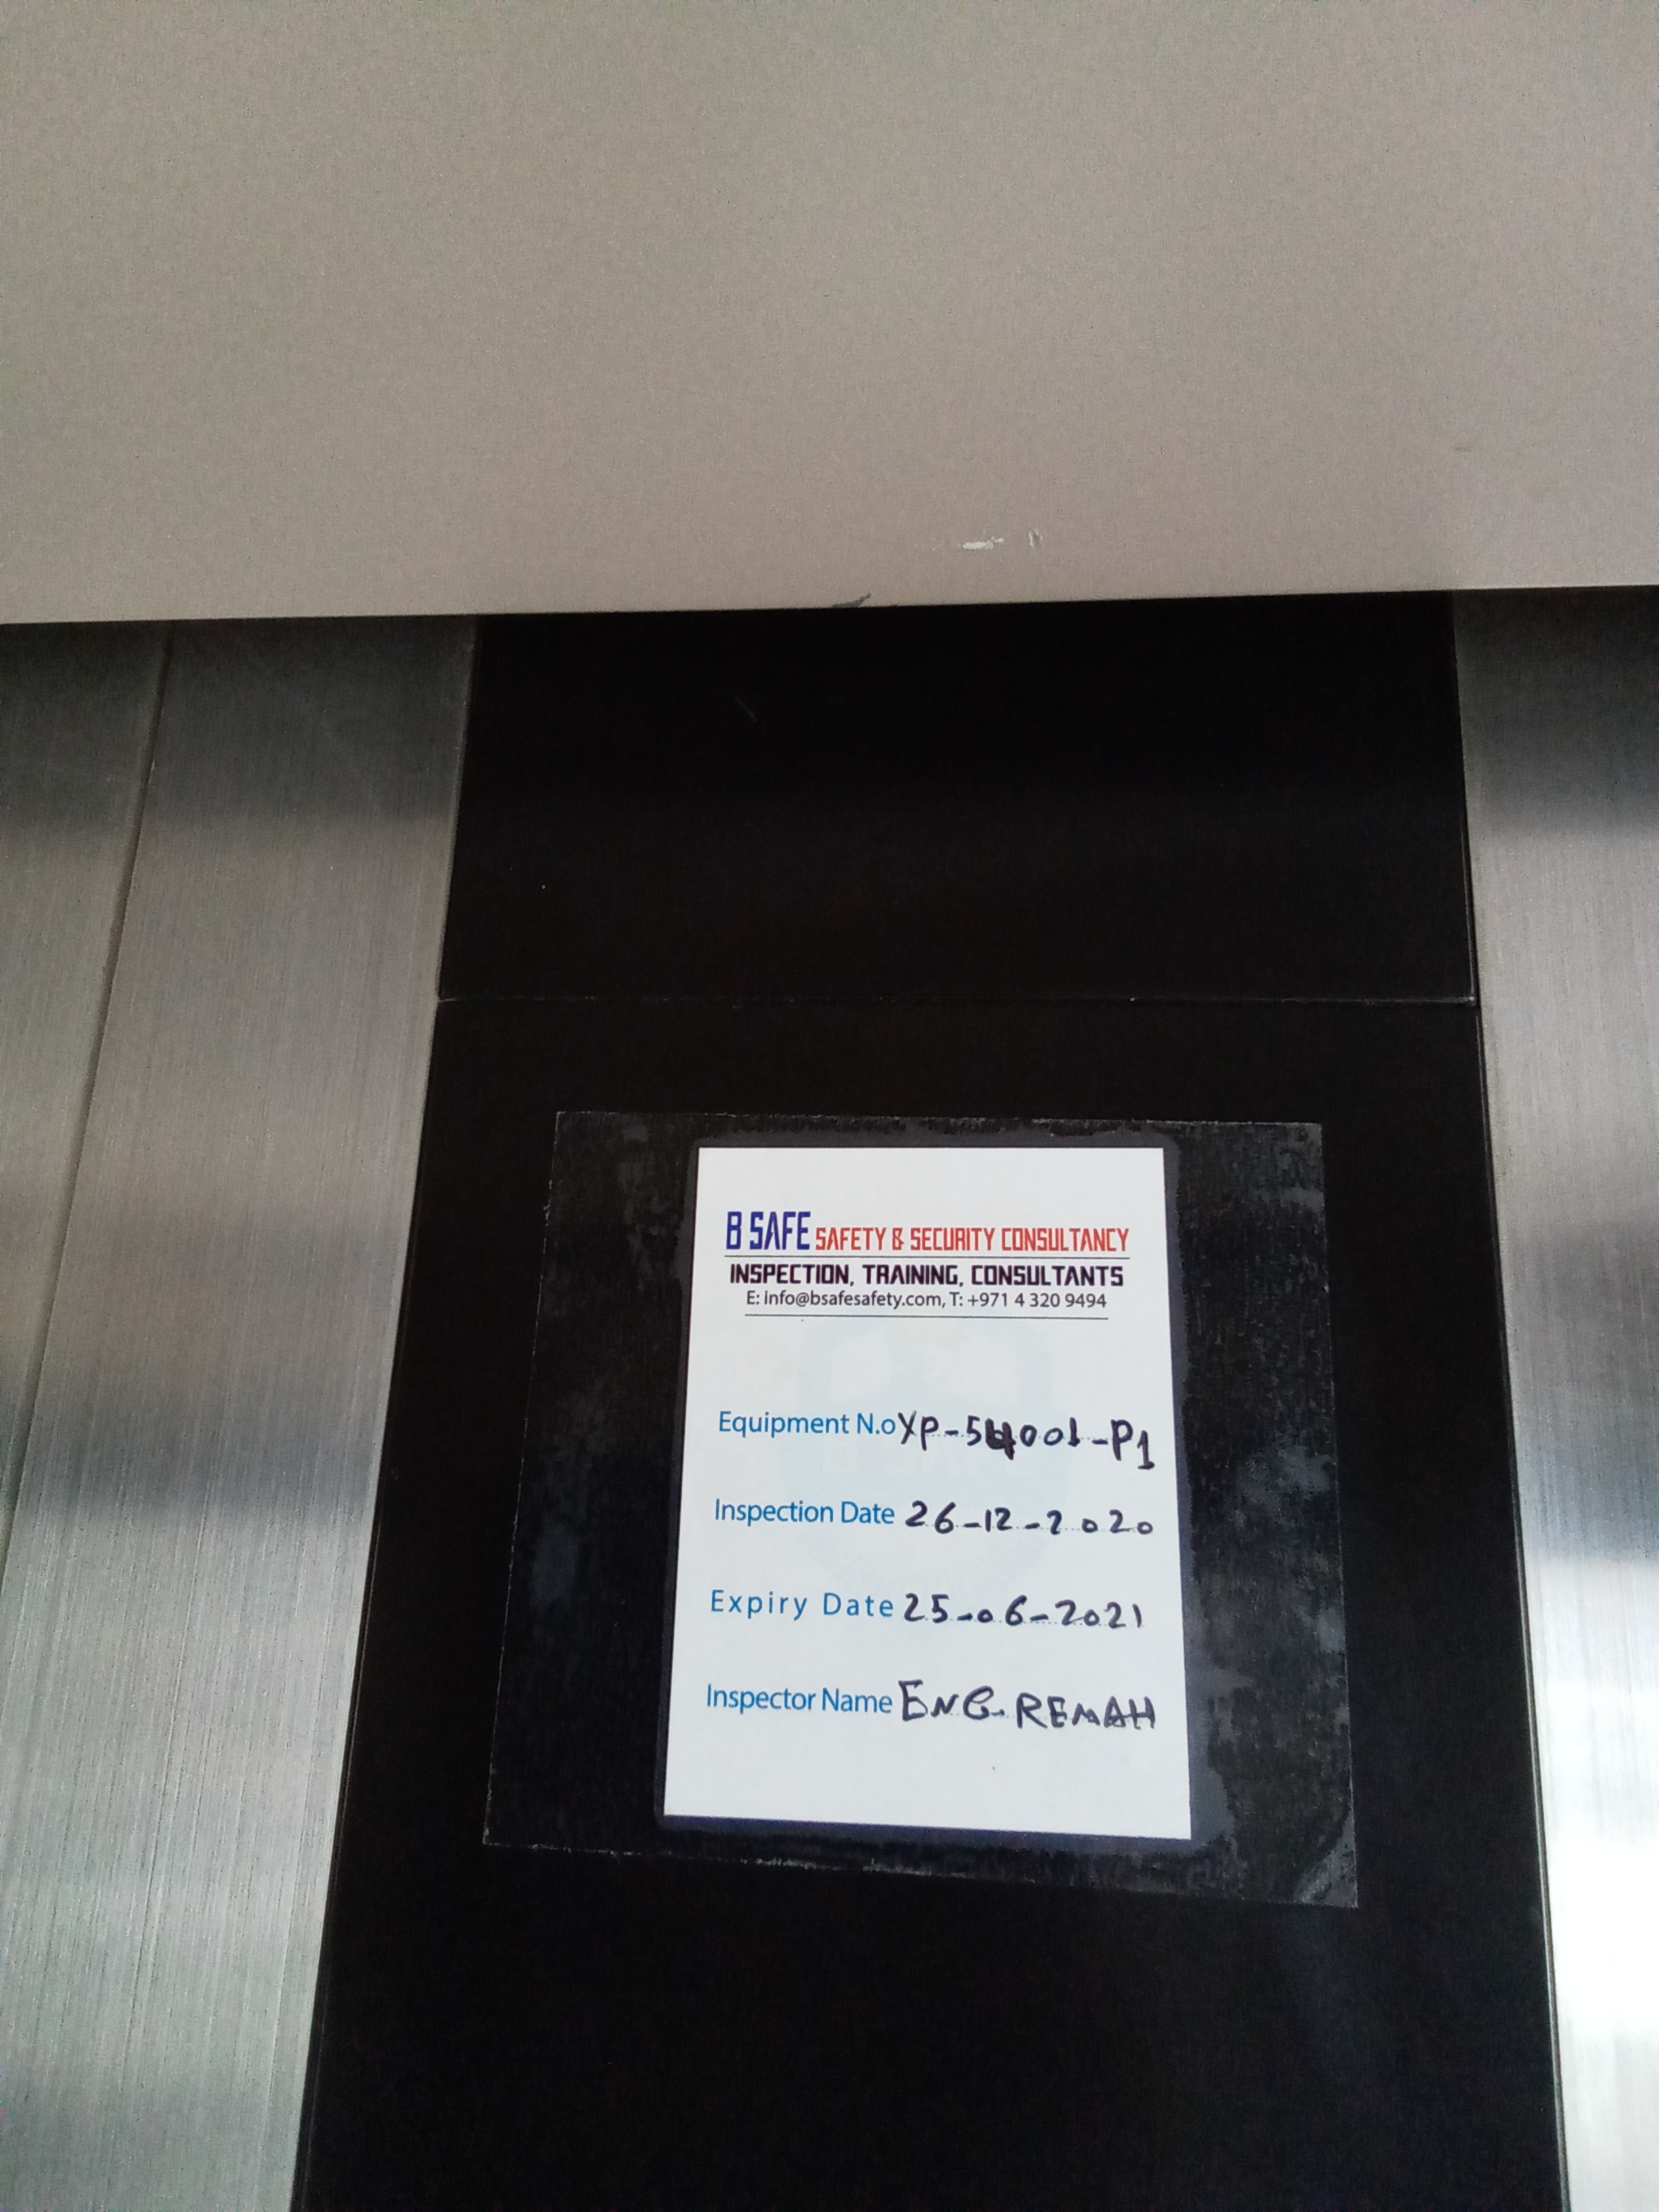 B SAFE SAFETY & SECURITY CONSULTANCY
INSPECTION, TRAINING, CONSULTANTS
E: info@bsafesafety.com, T: +971 4 320 9494
Equipment N.o YP-54001-P1
Inspection Date 26-12-2020
Expiry Date 25-06-2021
Inspector Name ENG. REMAH